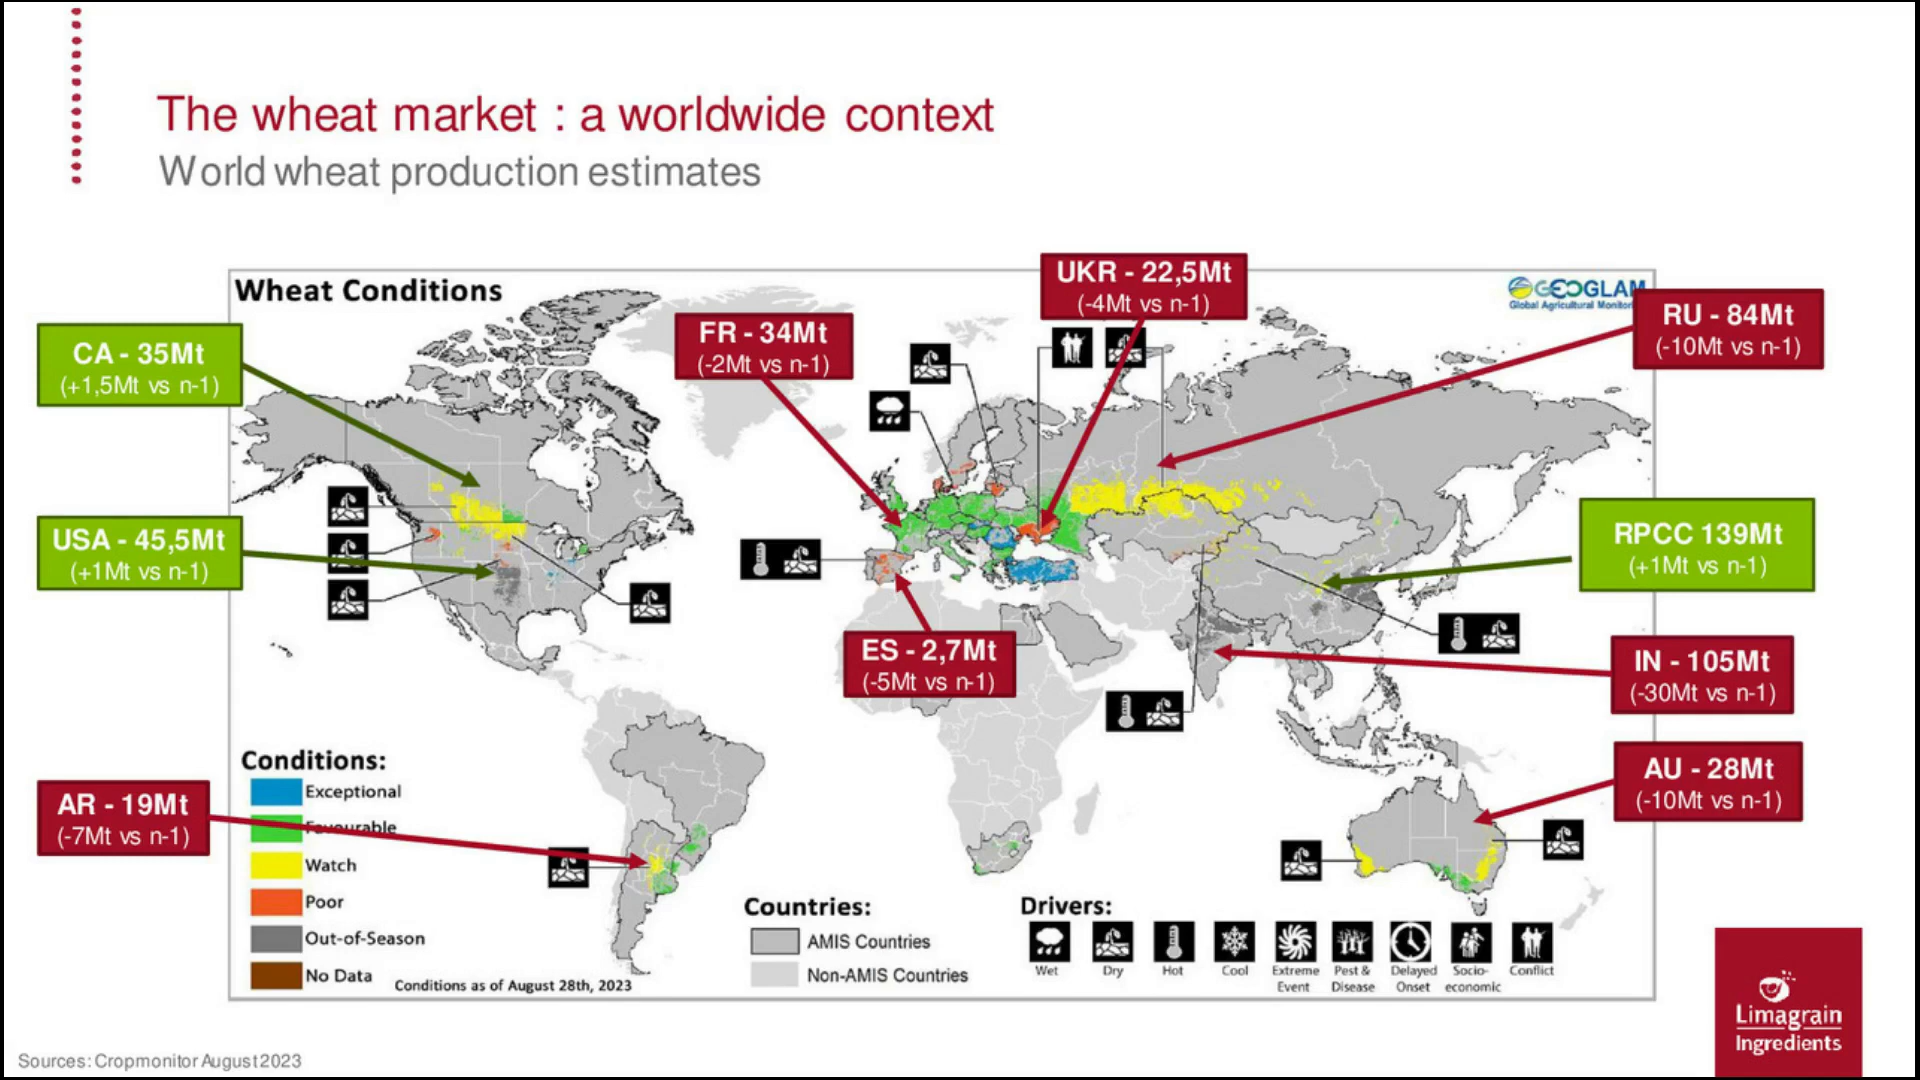 The wheat market : a worldwide context
World wheat production estimates
Wheat Conditions
GEOGLAM
Global Agricultural Monitori
UKR - 22,5Mt
(-4Mt vs n-1)
RU - 84Mt
(-10Mt vs n-1)
FR - 34Mt
(-2Mt vs n-1)
CA - 35Mt
(+1,5Mt vs n-1)
USA - 45,5Mt
(+1Mt vs n-1)
RPCC 139Mt
(+1Mt vs n-1)
ES - 2,7Mt
(-5Mt vs n-1)
IN - 105Mt
(-30Mt vs n-1)
AU - 28Mt
(-10Mt vs n-1)
AR - 19Mt
(-7Mt vs n-1)
Conditions:
Exceptional
Favourable
Watch
Poor
Out-of-Season
No Data
Conditions as of August 28th, 2023
Countries:
AMIS Countries
Non-AMIS Countries
Drivers:
Wet
Dry
Hot
Cool
Extreme
Event
Pest &
Disease
Delayed
Onset
Socio-
economic
Conflict
Limagrain
Ingredients
Sources: Cropmonitor August 2023